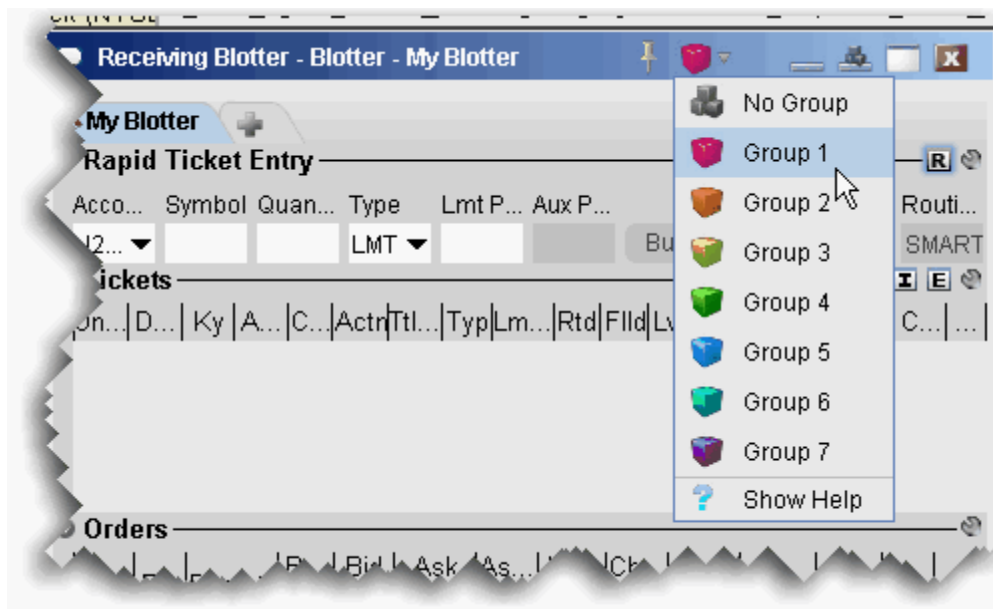 Receiving Blotter - Blotter - My Blotter
No Group
My Blotter
Group 1
Rapid Ticket Entry
R
Acco... Symbol Quan... Type Lmt P... Aux P... Group 2 Routi...
LMT Bu Group 3 SMART
Tickets I E
D... Ky A... C... Actn Ttl... Typ Lm... Rtd Flld Group 4 C... ...
Group 5
Group 6
Group 7
Show Help
Orders
Bid Ask As...